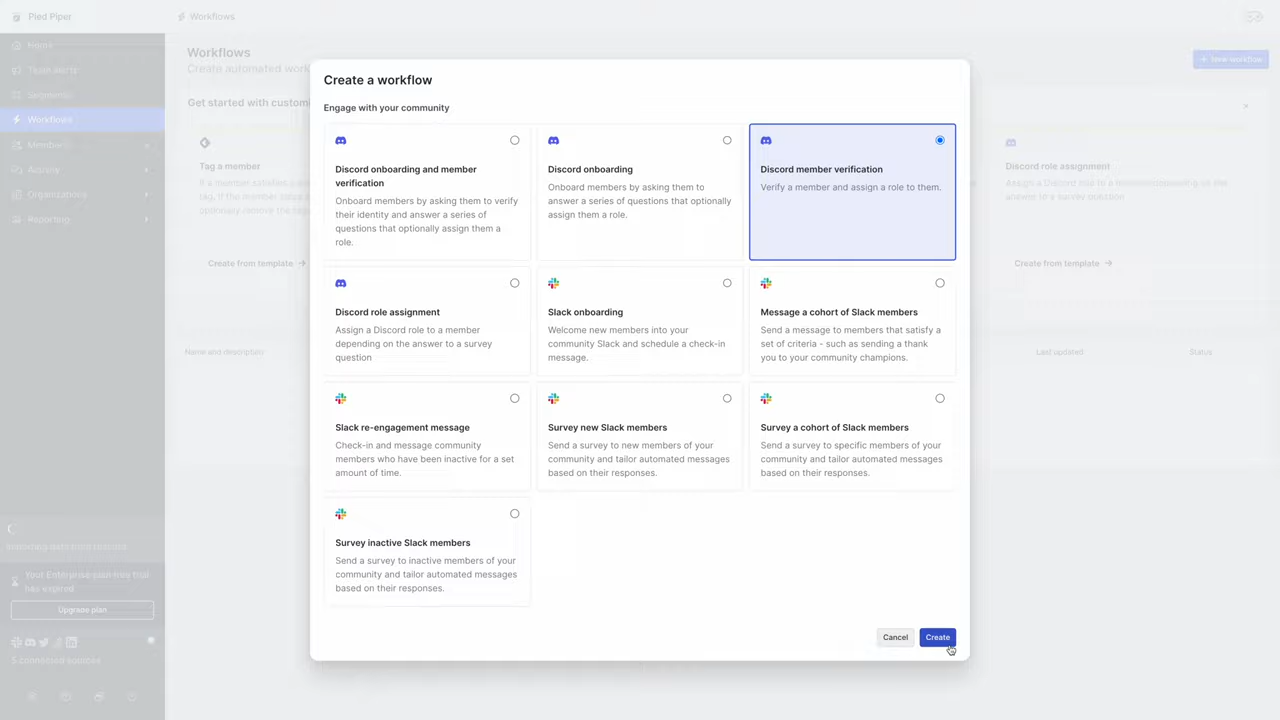 Pied Piper
Workflows
Home
Team alerts
Segments
Workflows
Members
Activity
Organizations
Reporting
Importing data from sources
Your Enterprise plan free trial
has expired
Upgrade plan
5 connected sources
Workflows
Create automated work
New workflow
Get started with customi
Tag a member
If a member satisfies a
optionally remove the
Create from template →
Discord role assignment
Assign a Discord role to a member depending on the
answer to a survey question
Create from template →
Name and description
Last updated
Status
Create a workflow
Engage with your community
Discord onboarding and member
verification
Onboard members by asking them to verify
their identity and answer a series of
questions that optionally assign them a
role.
Discord onboarding
Onboard members by asking them to
answer a series of questions that optionally
assign them a role.
Discord member verification
Verify a member and assign a role to them.
Discord role assignment
Assign a Discord role to a member
depending on the answer to a survey
question
Slack onboarding
Welcome new members into your
community Slack and schedule a check-in
message.
Message a cohort of Slack members
Send a message to members that satisfy a
set of criteria - such as sending a thank
you to your community champions.
Slack re-engagement message
Check-in and message community
members who have been inactive for a set
amount of time.
Survey new Slack members
Send a survey to new members of your
community and tailor automated messages
based on their responses.
Survey a cohort of Slack members
Send a survey to specific members of your
community and tailor automated messages
based on their responses.
Survey inactive Slack members
Send a survey to inactive members of your
community and tailor automated messages
based on their responses.
Cancel
Create